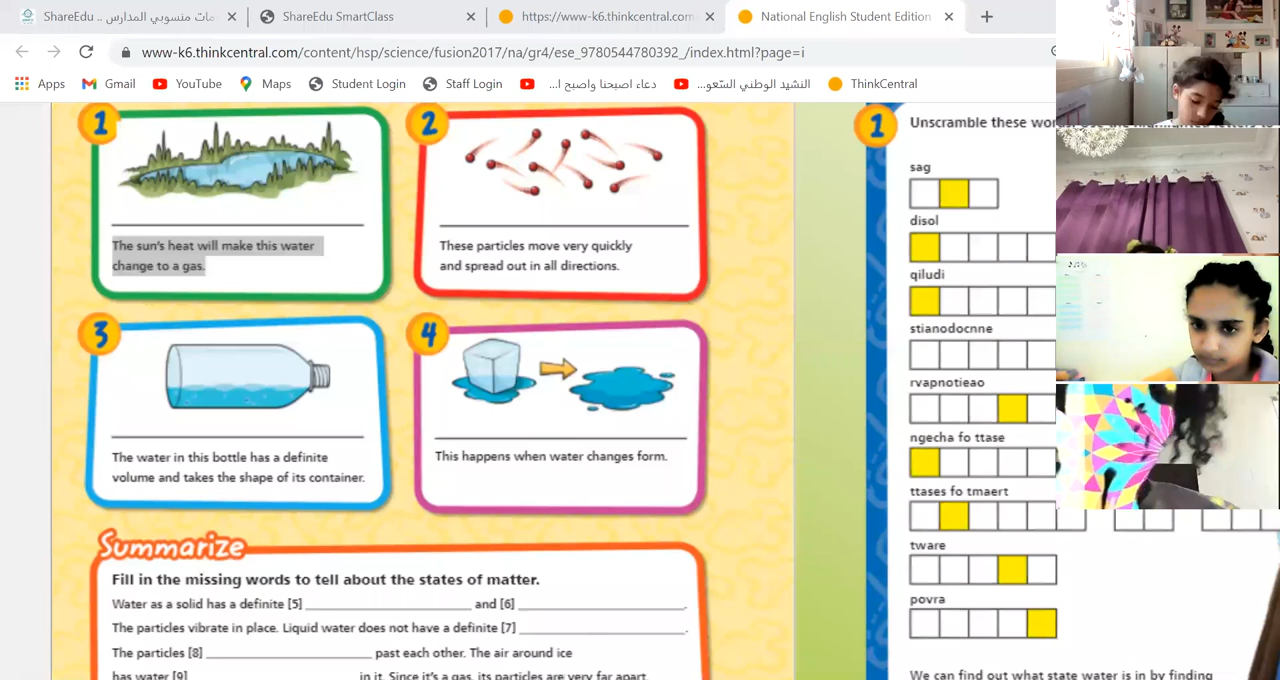 مات منسوبي المدارس ..
ShareEdu SmartClass
https://www-k6.thinkcentral.com
National English Student Edition
www-k6.thinkcentral.com/content/hsp/science/fusion2017/na/gr4/ese_9780544780392_/index.html?page=i
Apps
Gmail
YouTube
Maps
Student Login
Staff Login
دعاء اصبحنا واصبح ا...
النشيد الوطني السعو...
ThinkCentral
1
The sun's heat will make this water
change to a gas.
2
These particles move very quickly
and spread out in all directions.
3
The water in this bottle has a definite
volume and takes the shape of its container.
4
This happens when water changes form.
Summarize
Fill in the missing words to tell about the states of matter.
Water as a solid has a definite [5] and [6] .
The particles vibrate in place. Liquid water does not have a definite [7] .
The particles [8] past each other. The air around ice
has water [9] in it. Since it's a gas, its particles are very far apart.
1
Unscramble these
sag
disol
qiludi
stianodocnne
rvapnotieao
ngecha fo ttase
ttases fo tmaert
tware
povra
We can find out what state water is in by finding